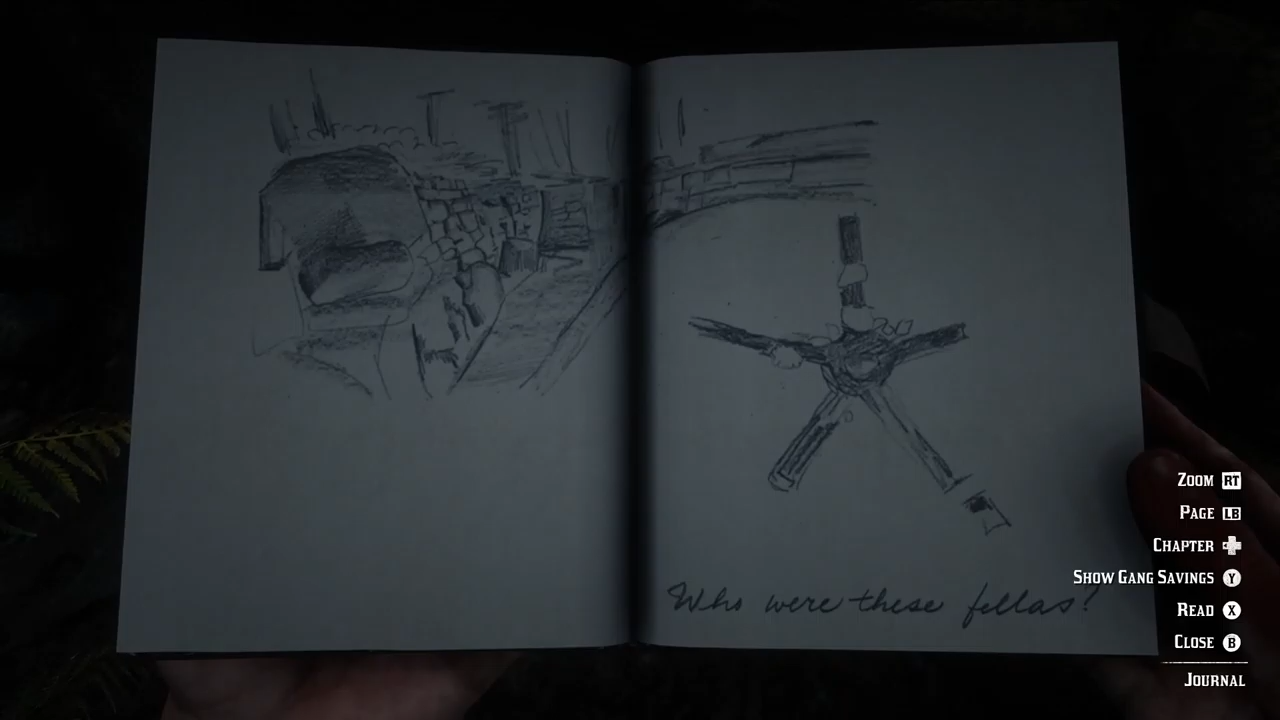 Who were these fellas?
ZOOM RT
PAGE LB
CHAPTER
SHOW GANG SAVINGS Y
READ X
CLOSE B
JOURNAL